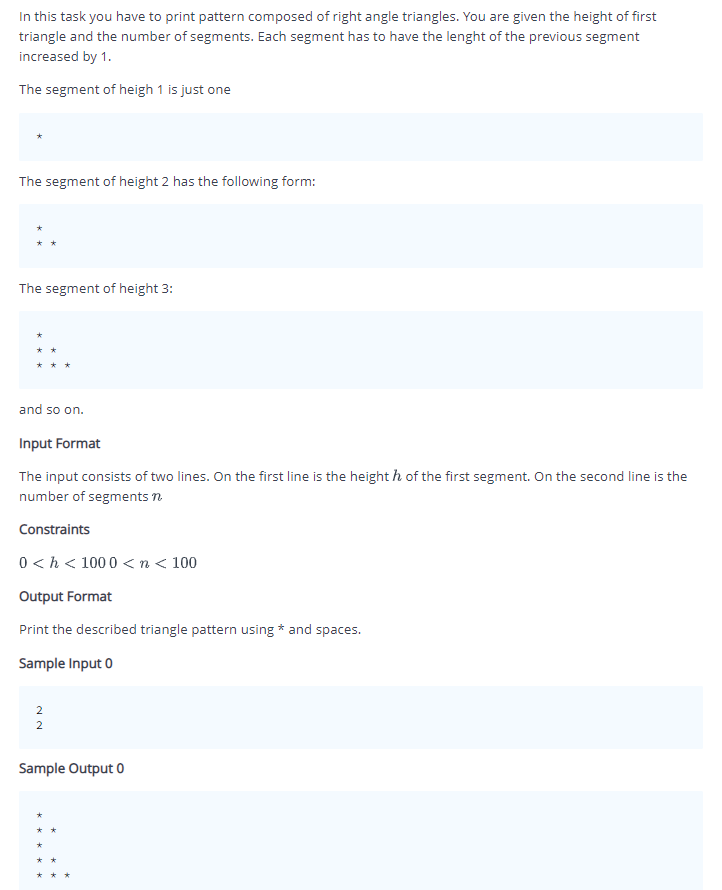 In this task you have to print pattern composed of right angle triangles. You are given the height of first
triangle and the number of segments. Each segment has to have the lenght of the previous segment
increased by 1.
The segment of heigh 1 is just one
*
The segment of height 2 has the following form:
*
* *
The segment of height 3:
*
* *
* * *
and so on.
Input Format
The input consists of two lines. On the first line is the height h of the first segment. On the second line is the
number of segments n
Constraints
0 < h < 100 0 < n < 100
Output Format
Print the described triangle pattern using * and spaces.
Sample Input 0
2
2
Sample Output 0
*
* *
*
* *
* * *